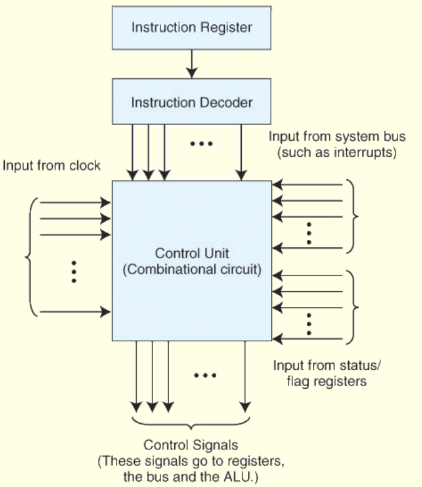 Instruction Register
Instruction Decoder
Input from system bus
(such as interrupts)
Input from clock
Control Unit
(Combinational circuit)
Input from status/
flag registers
Control Signals
(These signals go to registers,
the bus and the ALU.)